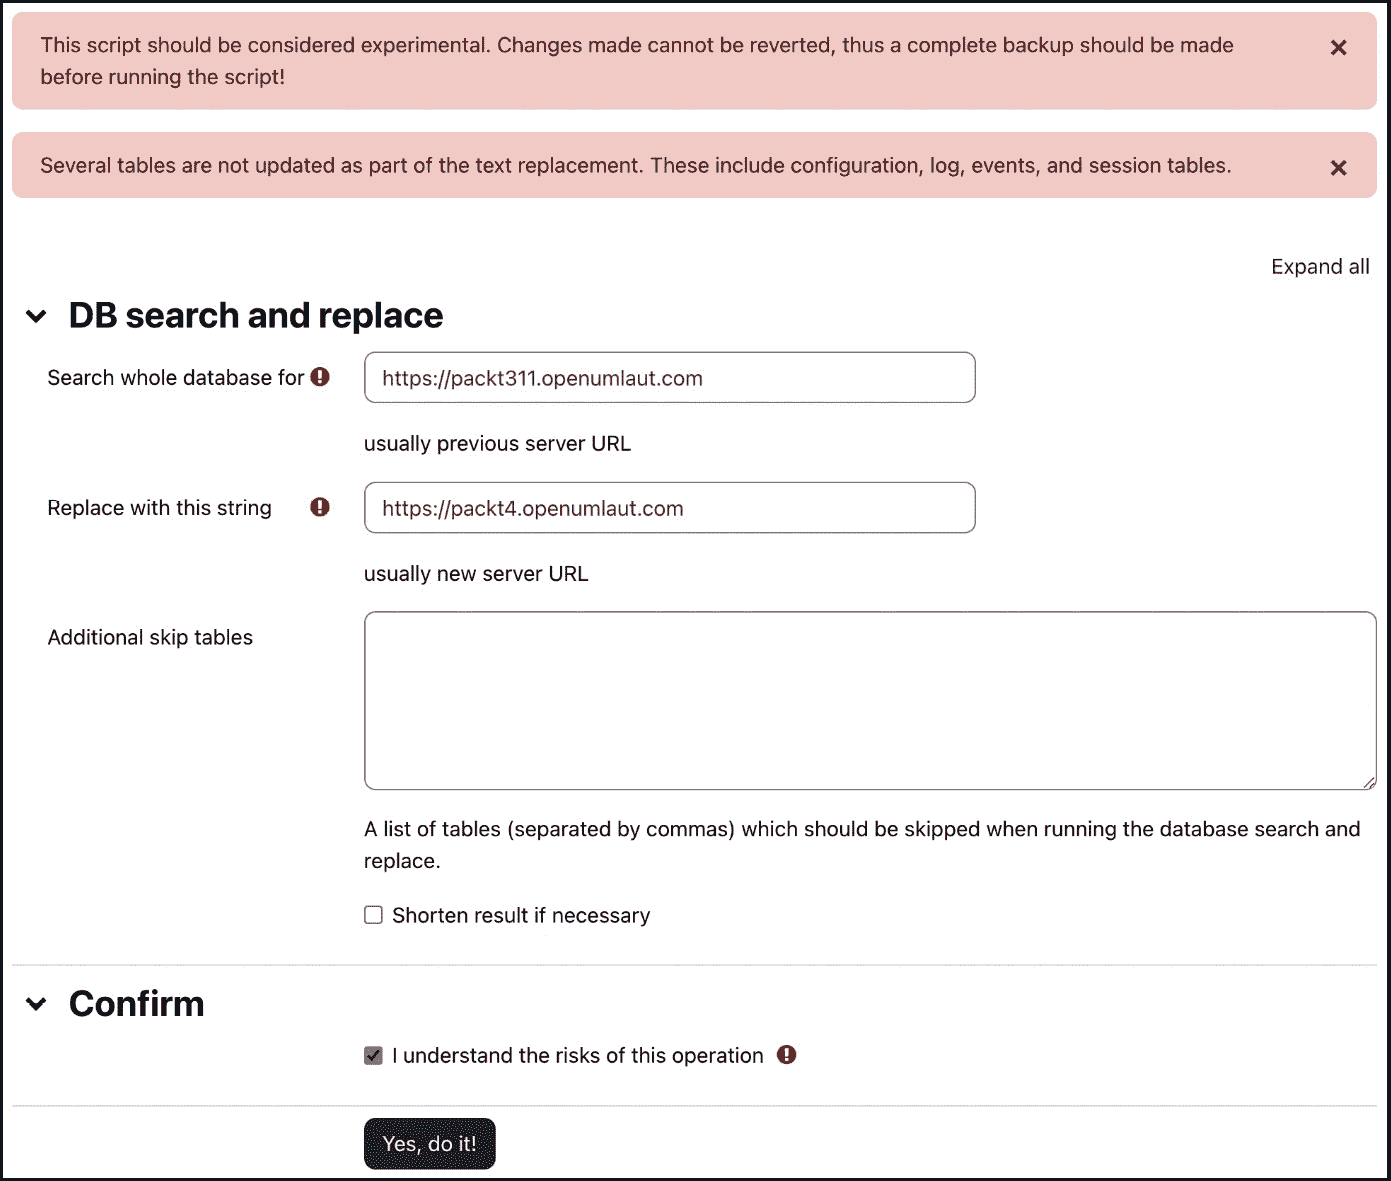 This script should be considered experimental. Changes made cannot be reverted, thus a complete backup should be made
before running the script!
Several tables are not updated as part of the text replacement. These include configuration, log, events, and session tables.
Expand all
DB search and replace
Search whole database for
https://packt311.openumlaut.com
usually previous server URL
Replace with this string
https://packt4.openumlaut.com
usually new server URL
Additional skip tables
A list of tables (separated by commas) which should be skipped when running the database search and
replace.
Shorten result if necessary
Confirm
I understand the risks of this operation
Yes, do it!